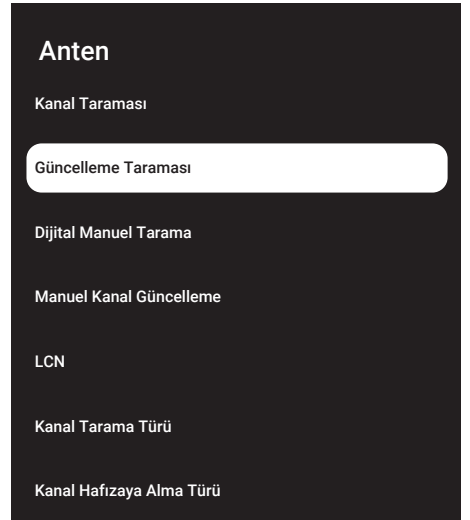 Anten
Kanal Taraması
Güncelleme Taraması
Dijital Manuel Tarama
Manuel Kanal Güncelleme
LCN
Kanal Tarama Türü
Kanal Hafızaya Alma Türü